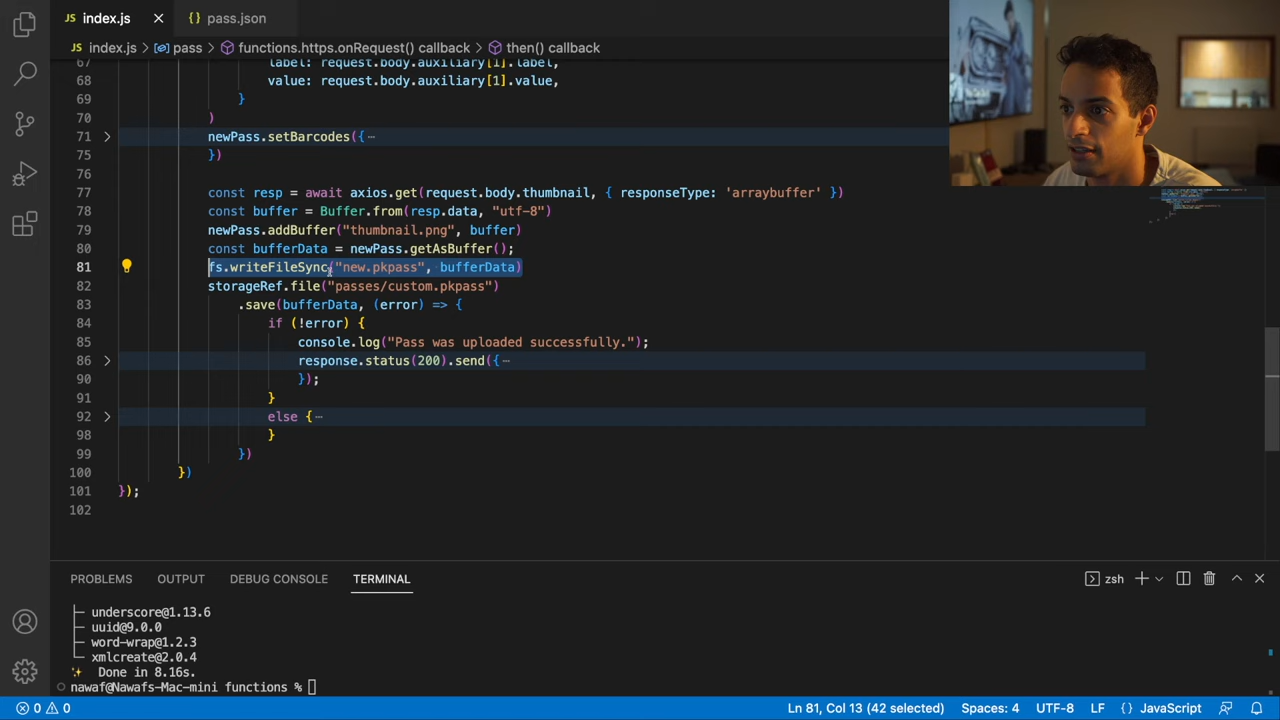 JS index.js × {} pass.json
JS index.js > pass > functions.https.onRequest() callback > then() callback
67 label: request.body.auxiliary[1].label,
68 value: request.body.auxiliary[1].value,
69 }
70 )
71 newPass.setBarcodes({ ⋯
75 })
76
77 const resp = await axios.get(request.body.thumbnail, { responseType: 'arraybuffer' })
78 const buffer = Buffer.from(resp.data, "utf-8")
79 newPass.addBuffer("thumbnail.png", buffer)
80 const bufferData = newPass.getAsBuffer();
81 fs.writeFileSync("new.pkpass", bufferData)
82 storageRef.file("passes/custom.pkpass")
83 .save(bufferData, (error) => {
84 if (!error) {
85 console.log("Pass was uploaded successfully.");
86 response.status(200).send({ ⋯
90 });
91 }
92 else { ⋯
98 }
99 })
100 })
101 });
102
PROBLEMS OUTPUT DEBUG CONSOLE TERMINAL zsh
├─ underscore@1.13.6
├─ uuid@9.0.0
├─ word-wrap@1.2.3
└─ xmlcreate@2.0.4
✨ Done in 8.16s.
nawaf@Nawafs-Mac-mini functions %
0 0 Ln 81, Col 13 (42 selected) Spaces: 4 UTF-8 LF {} JavaScript